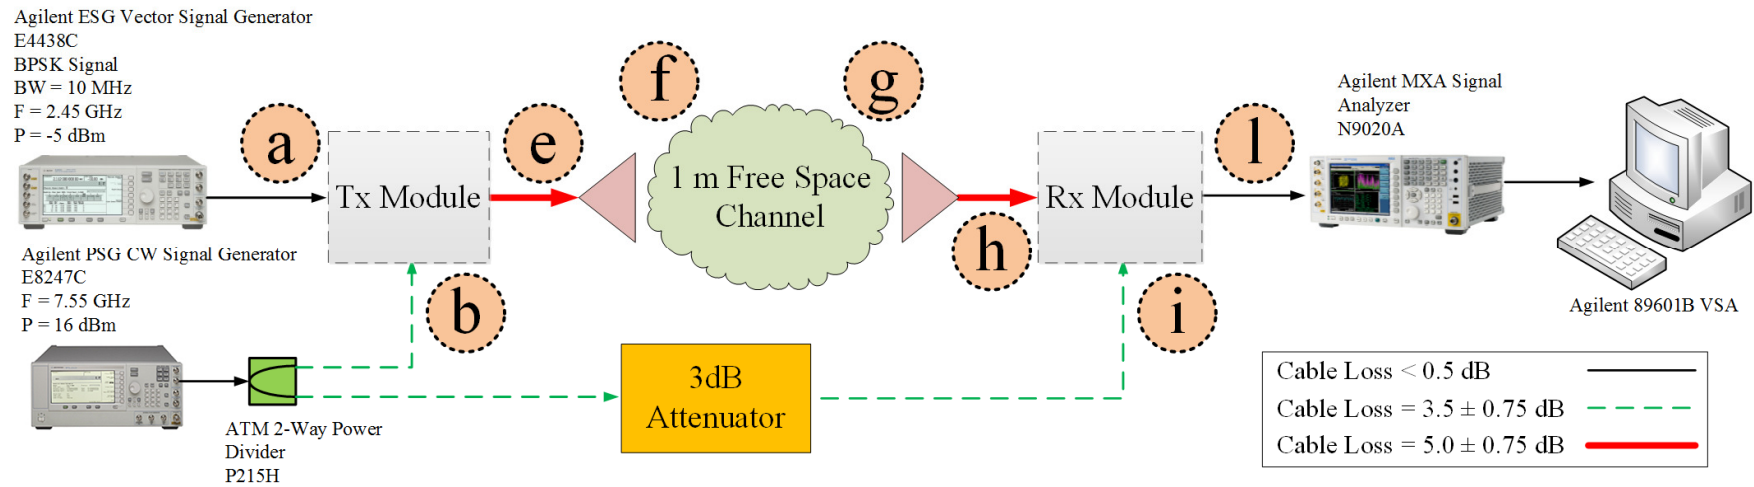 Agilent ESG Vector Signal Generator
E4438C
BPSK Signal
BW = 10 MHz
F = 2.45 GHz
P = -5 dBm
a
Tx Module
e
f
g
1 m Free Space
Channel
h
Rx Module
l
Agilent MXA Signal
Analyzer
N9020A
Agilent 89601B VSA
Agilent PSG CW Signal Generator
E8247C
F = 7.55 GHz
P = 16 dBm
b
i
ATM 2-Way Power
Divider
P215H
3dB
Attenuator
Cable Loss < 0.5 dB
Cable Loss = 3.5 ± 0.75 dB
Cable Loss = 5.0 ± 0.75 dB